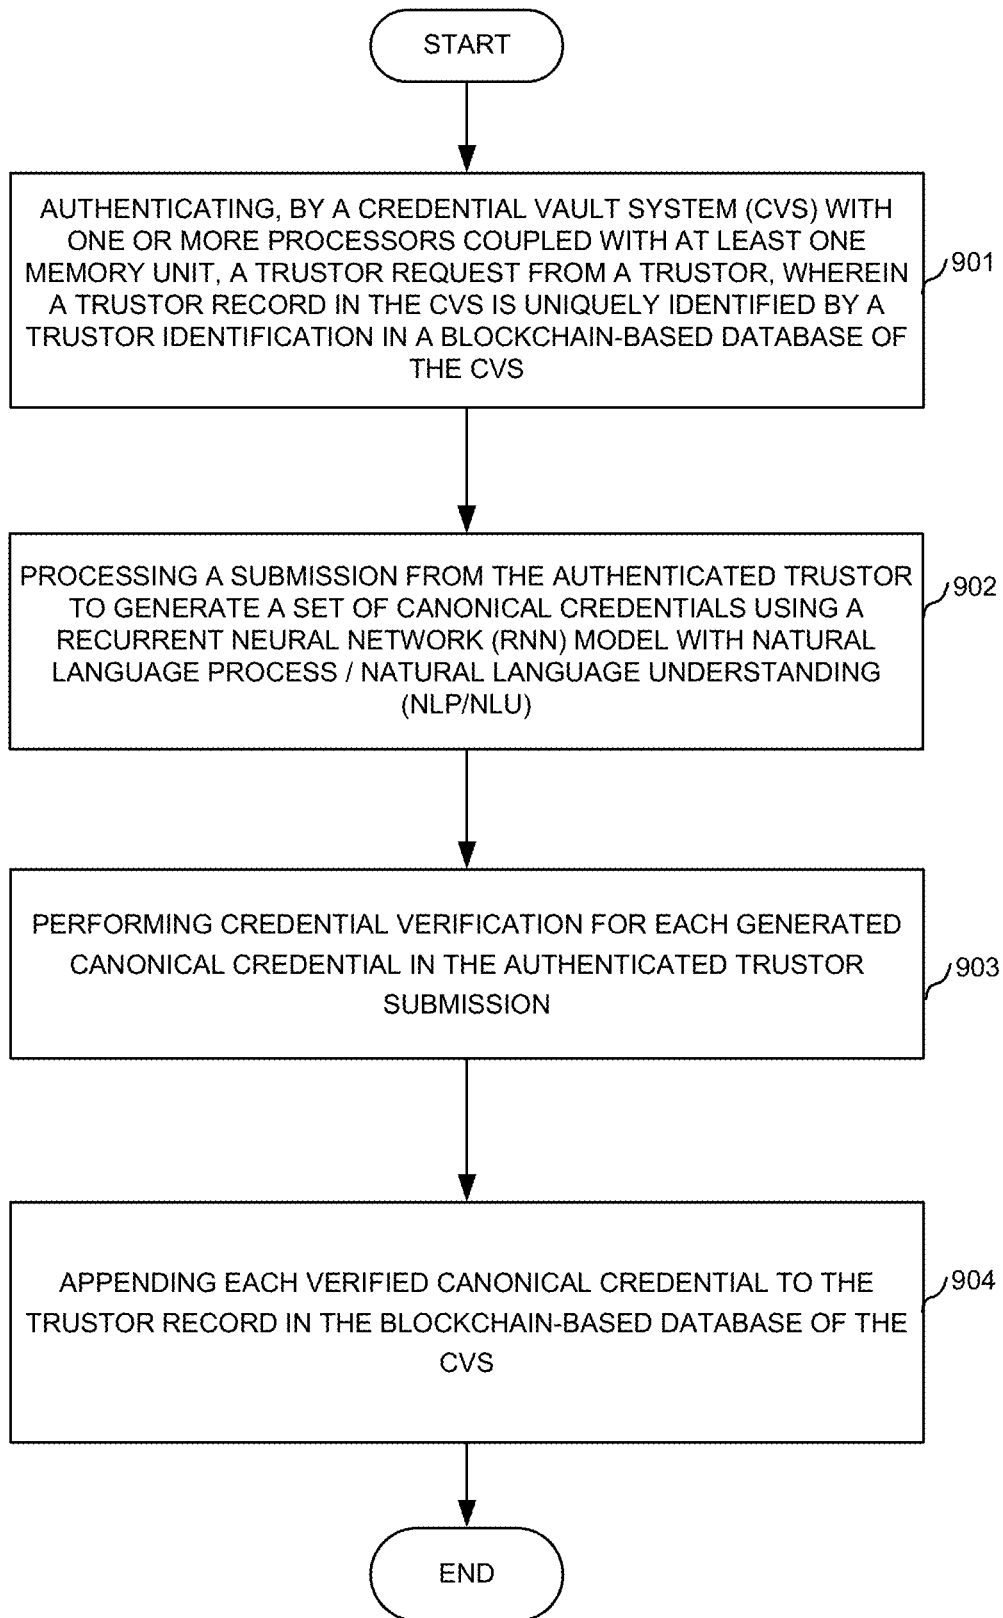 START
AUTHENTICATING, BY A CREDENTIAL VAULT SYSTEM (CVS) WITH
ONE OR MORE PROCESSORS COUPLED WITH AT LEAST ONE
MEMORY UNIT, A TRUSTOR REQUEST FROM A TRUSTOR, WHEREIN
A TRUSTOR RECORD IN THE CVS IS UNIQUELY IDENTIFIED BY A
TRUSTOR IDENTIFICATION IN A BLOCKCHAIN-BASED DATABASE OF
THE CVS
901
PROCESSING A SUBMISSION FROM THE AUTHENTICATED TRUSTOR
TO GENERATE A SET OF CANONICAL CREDENTIALS USING A
RECURRENT NEURAL NETWORK (RNN) MODEL WITH NATURAL
LANGUAGE PROCESS / NATURAL LANGUAGE UNDERSTANDING
(NLP/NLU)
902
PERFORMING CREDENTIAL VERIFICATION FOR EACH GENERATED
CANONICAL CREDENTIAL IN THE AUTHENTICATED TRUSTOR
SUBMISSION
903
APPENDING EACH VERIFIED CANONICAL CREDENTIAL TO THE
TRUSTOR RECORD IN THE BLOCKCHAIN-BASED DATABASE OF THE
CVS
904
END